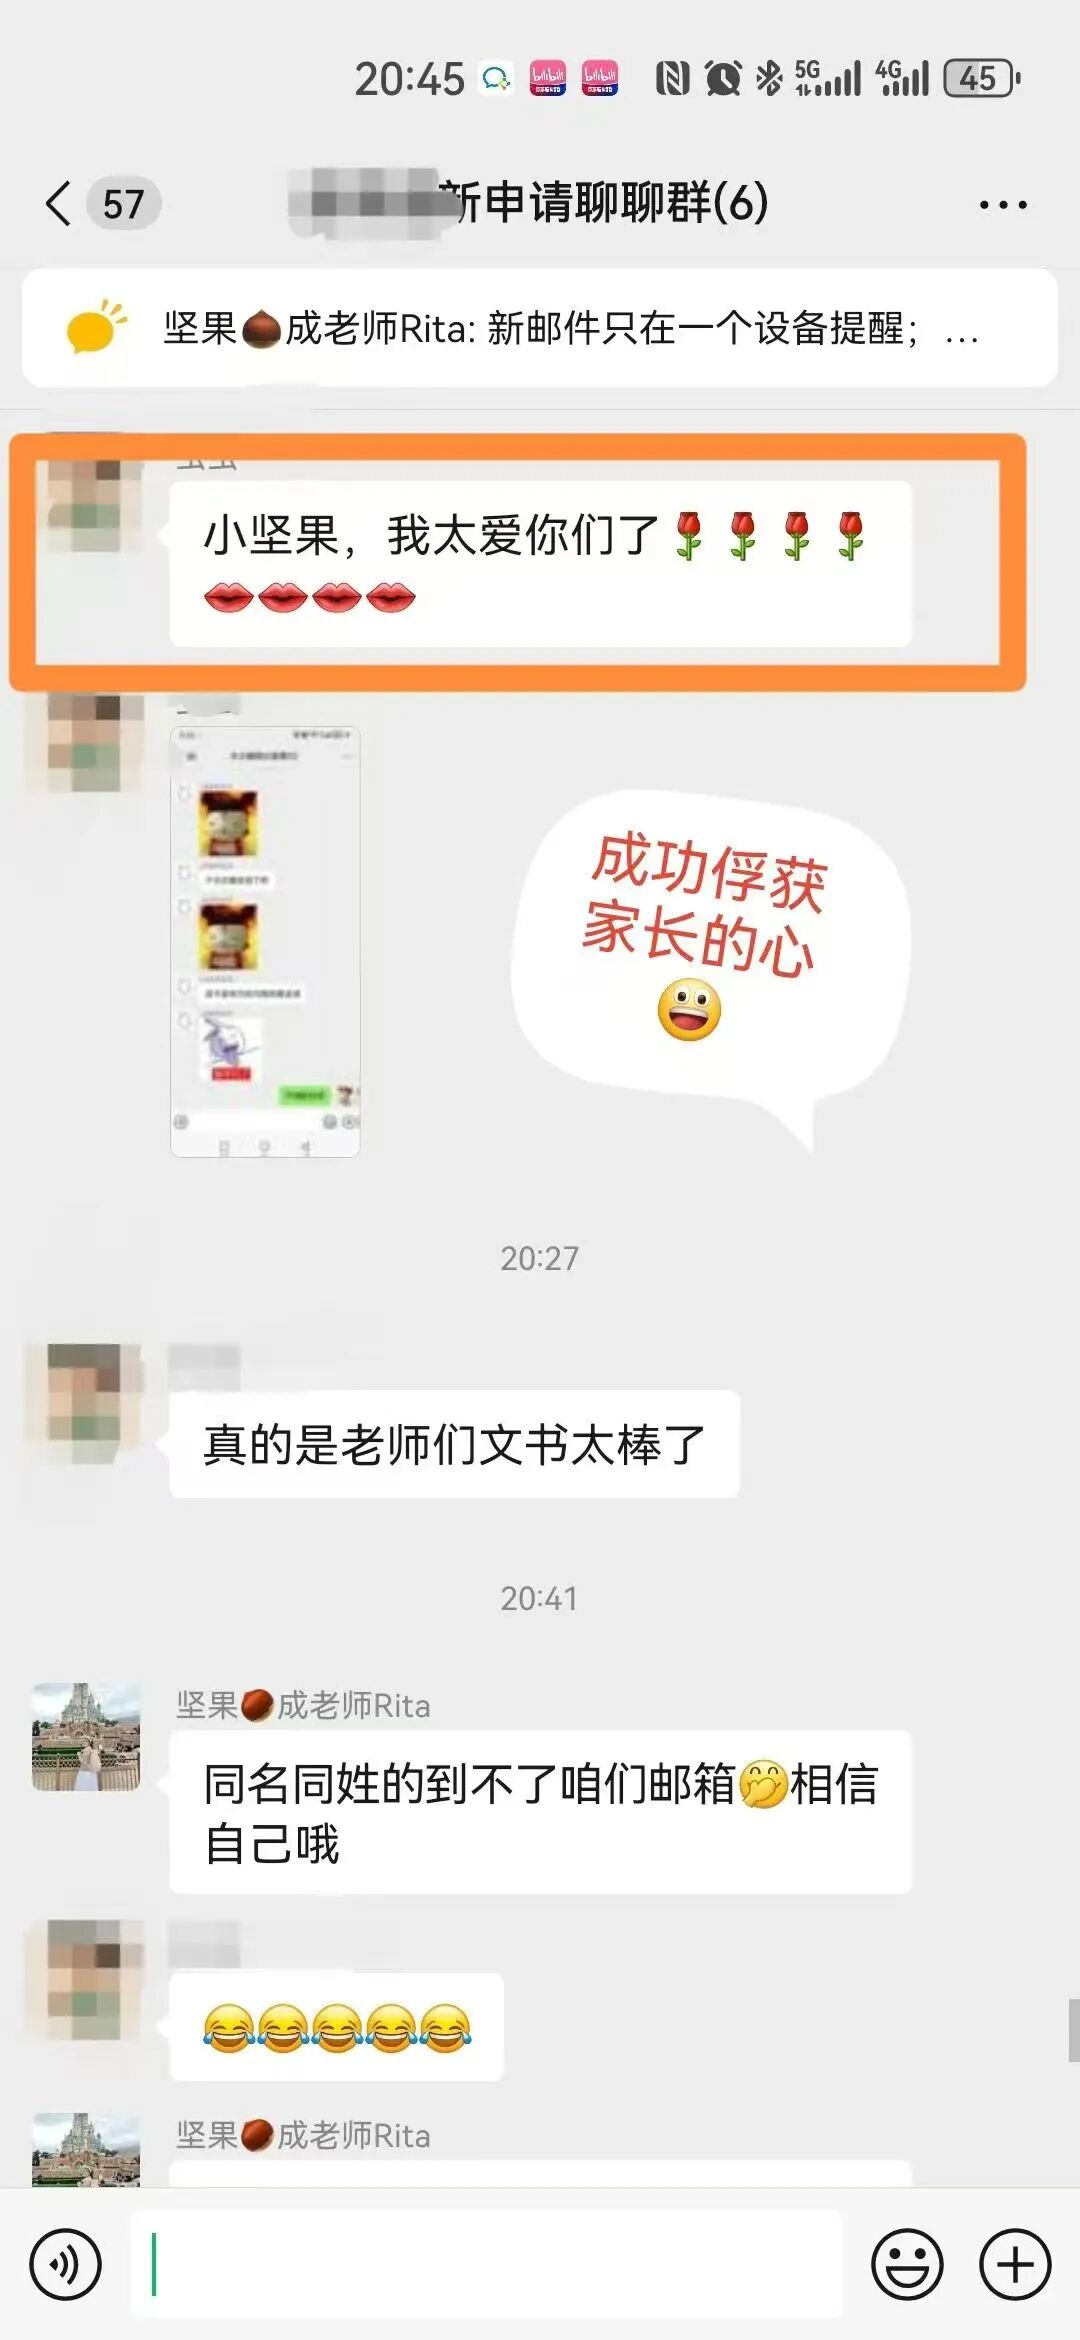 20:45
5G
4G
45
57
新申请聊聊群(6)
坚果🌰成老师Rita: 新邮件只在一个设备提醒；...
小坚果，我太爱你们了🌹🌹🌹🌹
👄👄👄👄
成功俘获
家长的心
20:27
真的是老师们文书太棒了
20:41
坚果🌰成老师Rita
同名同姓的到不了咱们邮箱🤭相信
自己哦
😂😂😂😂😂
坚果🌰成老师Rita